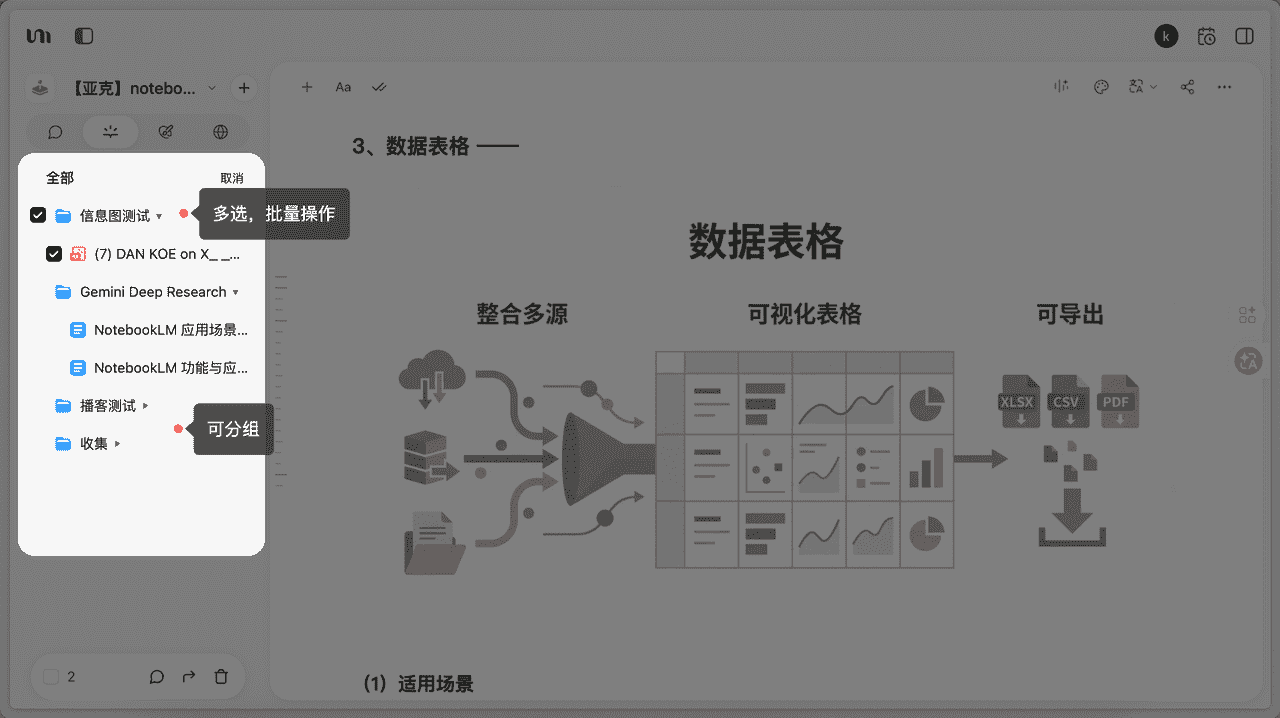 k
【亚克】notebo...
Aa
全部
取消
信息图测试
多选，批量操作
(7) DAN KOE on X_ _...
Gemini Deep Research
NotebookLM 应用场景...
NotebookLM 功能与应...
播客测试
可分组
收集
2
3、数据表格 ——
数据表格
整合多源
可视化表格
可导出
XLSX
CSV
PDF
（1）适用场景